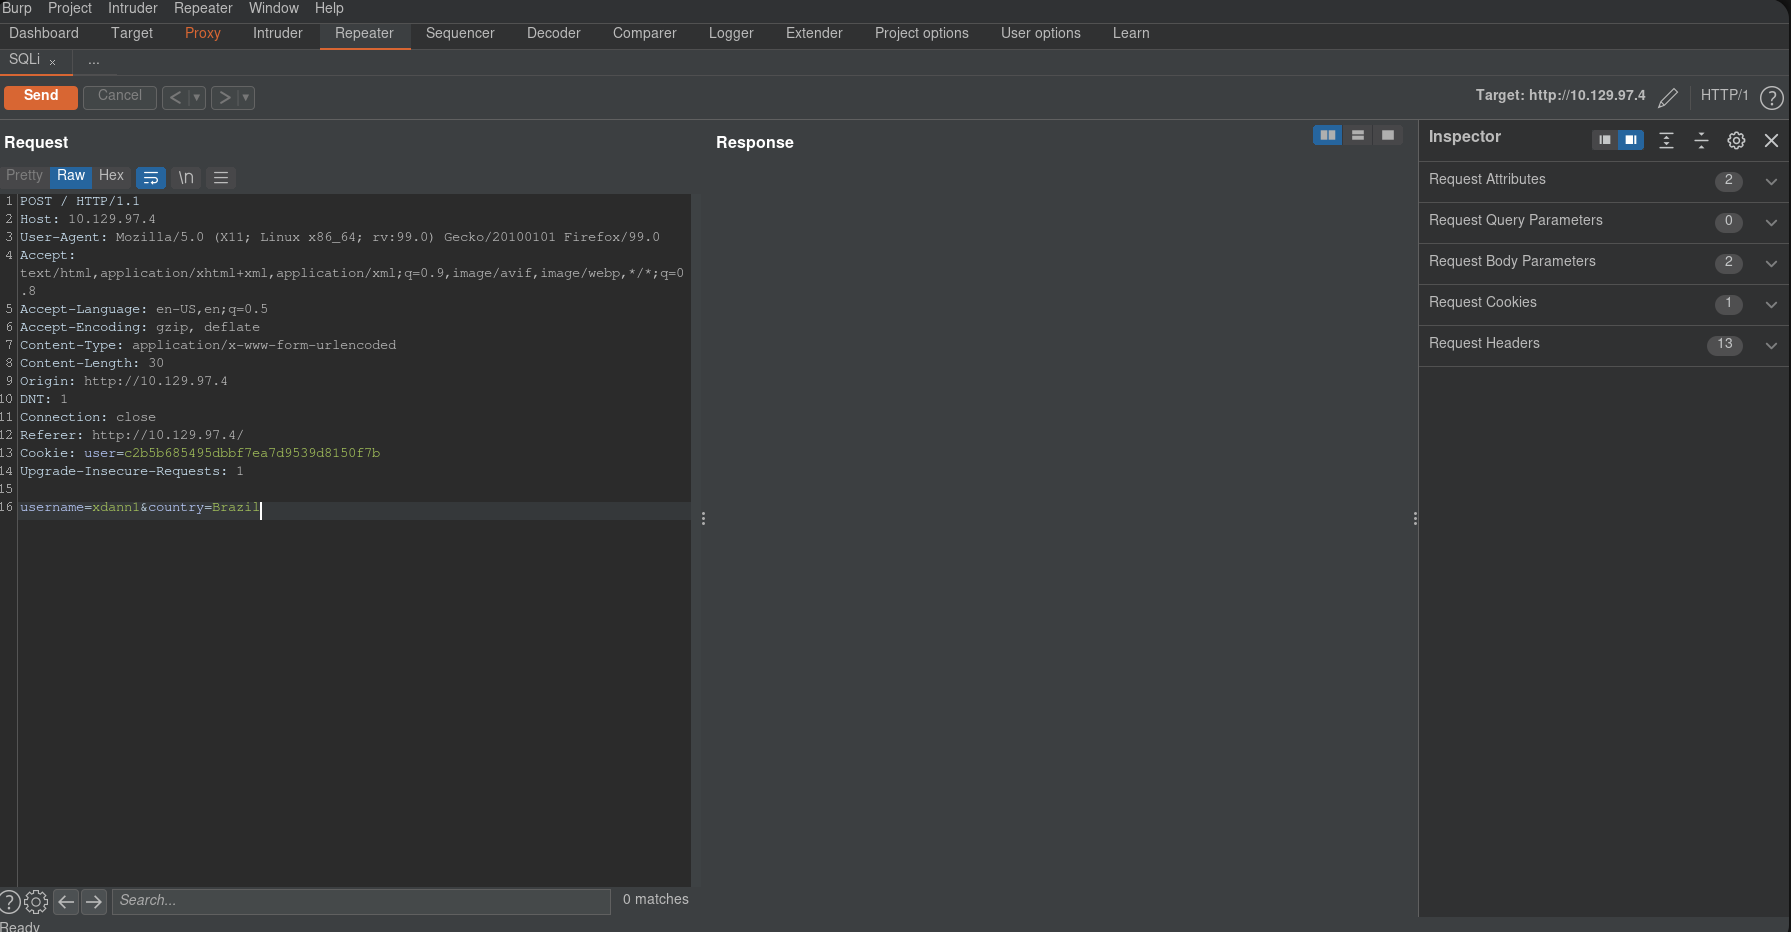 Burp Project Intruder Repeater Window Help
Dashboard Target Proxy Intruder Repeater Sequencer Decoder Comparer Logger Extender Project options User options Learn
SQLi × ...
Send Cancel < > Target: http://10.129.97.4 HTTP/1 ?
Request
Response
Inspector
Pretty Raw Hex \n
1 POST / HTTP/1.1
2 Host: 10.129.97.4
3 User-Agent: Mozilla/5.0 (X11; Linux x86_64; rv:99.0) Gecko/20100101 Firefox/99.0
4 Accept:
text/html,application/xhtml+xml,application/xml;q=0.9,image/avif,image/webp,*/*;q=0
.8
5 Accept-Language: en-US,en;q=0.5
6 Accept-Encoding: gzip, deflate
7 Content-Type: application/x-www-form-urlencoded
8 Content-Length: 30
9 Origin: http://10.129.97.4
10 DNT: 1
11 Connection: close
12 Referer: http://10.129.97.4/
13 Cookie: user=c2b5b685495dbbf7ea7d9539d8150f7b
14 Upgrade-Insecure-Requests: 1
15
16 username=xdann1&country=Brazil
Request Attributes 2
Request Query Parameters 0
Request Body Parameters 2
Request Cookies 1
Request Headers 13
? Search... 0 matches
Ready